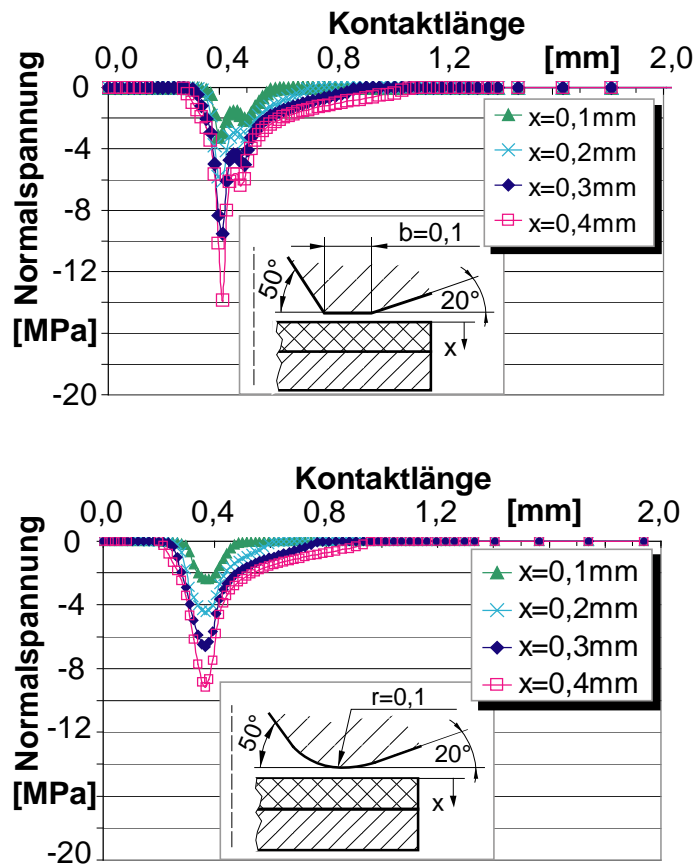 Kontaktlänge
0,0 0,4 0,8 1,2 [mm] 2,0
Normalspannung
[MPa]
0
-4
-8
-12
-20
x=0,1mm
x=0,2mm
x=0,3mm
x=0,4mm
b=0,1
50°
20°
x
Kontaktlänge
0,0 0,4 0,8 1,2 [mm] 2,0
Normalspannung
[MPa]
0
-4
-8
-12
-20
x=0,1mm
x=0,2mm
x=0,3mm
x=0,4mm
r=0,1
50°
20°
x